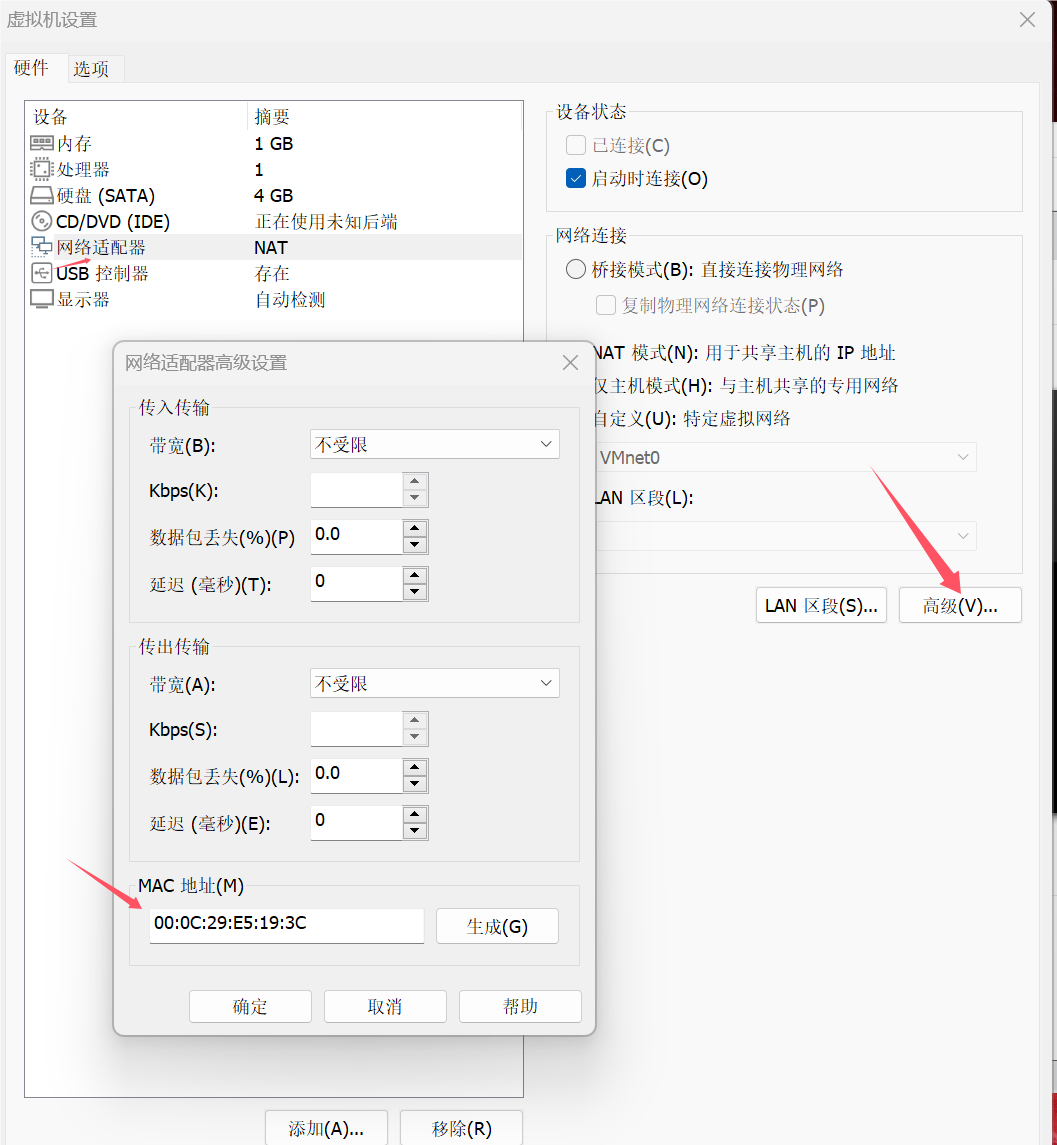 虚拟机设置
硬件 选项
设备 摘要
内存 1 GB
处理器 1
硬盘 (SATA) 4 GB
CD/DVD (IDE) 正在使用未知后端
网络适配器 NAT
USB 控制器 存在
显示器 自动检测
设备状态
已连接(C)
启动时连接(O)
网络连接
桥接模式(B): 直接连接物理网络
复制物理网络连接状态(P)
NAT 模式(N): 用于共享主机的 IP 地址
仅主机模式(H): 与主机共享的专用网络
自定义(U): 特定虚拟网络
VMnet0
LAN 区段(L):
LAN 区段(S)... 高级(V)...
网络适配器高级设置
传入传输
带宽(B): 不受限
Kbps(K):
数据包丢失(%)(P) 0.0
延迟 (毫秒)(T): 0
传出传输
带宽(A): 不受限
Kbps(S):
数据包丢失(%)(L): 0.0
延迟 (毫秒)(E): 0
MAC 地址(M)
00:0C:29:E5:19:3C 生成(G)
确定 取消 帮助
添加(A)... 移除(R)